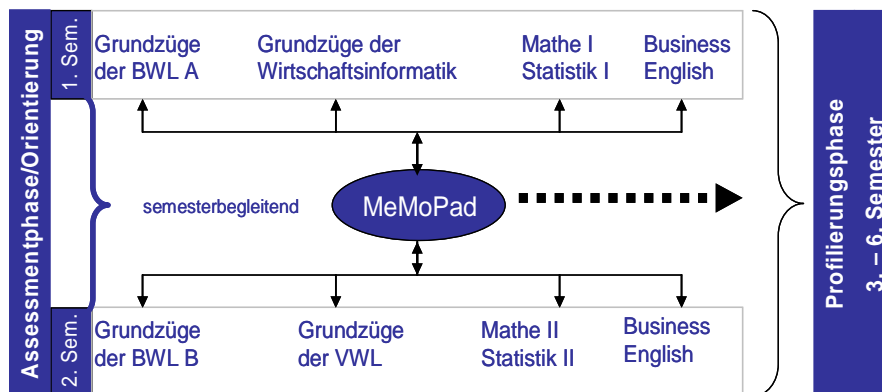 Assessmentphase/Orientierung
1. Sem.
Grundzüge
der BWL A
Grundzüge der
Wirtschaftsinformatik
Mathe I
Statistik I
Business
English
semesterbegleitend
MeMoPad
2. Sem.
Grundzüge
der BWL B
Grundzüge
der VWL
Mathe II
Statistik II
Business
English
Profilierungsphase
3. – 6. Semester